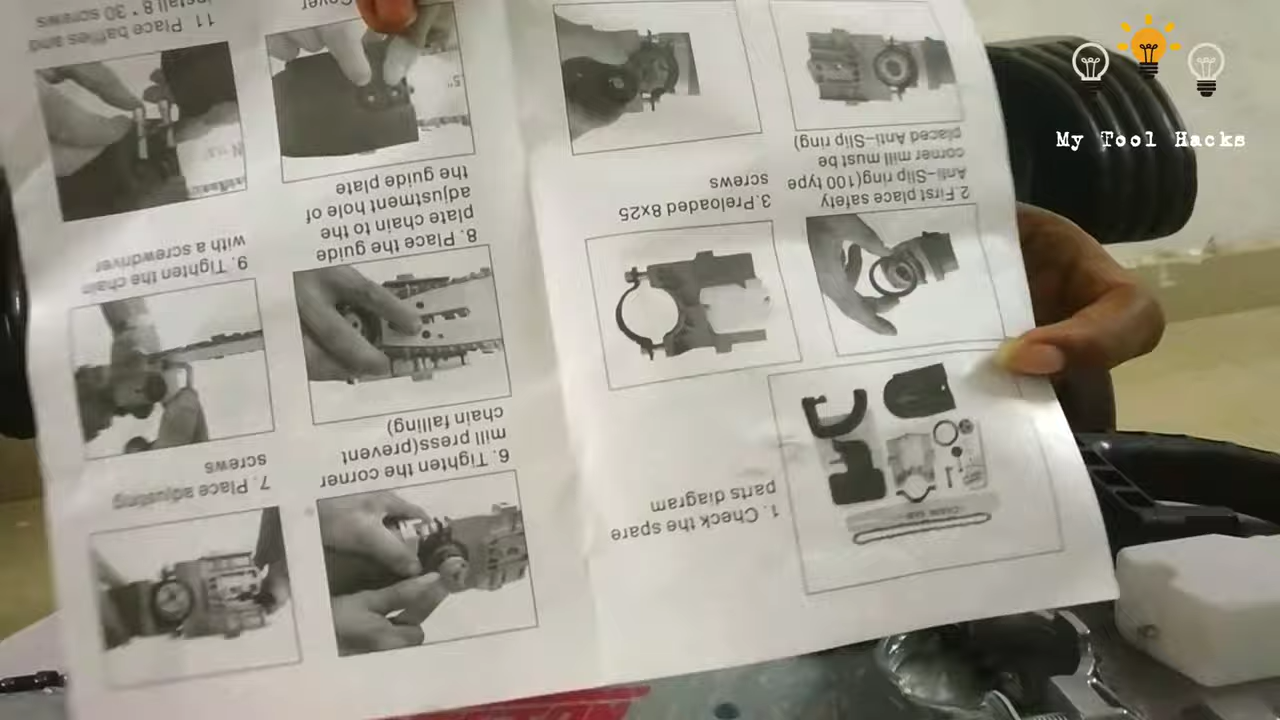 My Tool Hacks
1. Check the spare
parts diagram
2.First place safety
Anti-Slip ring(100 type
corner mill must be
placed Anti-Slip ring)
3.Preloaded 8x25
screws
6. Tighten the corner
mill press(prevent
chain falling)
7. Place adjusting
screws
8. Place the guide
plate chain to the
adjustment hole of
the guide plate
9. Tighten the chain
with a screwdriver
Cover
11 Place baffles and
install 8 * 30 screws